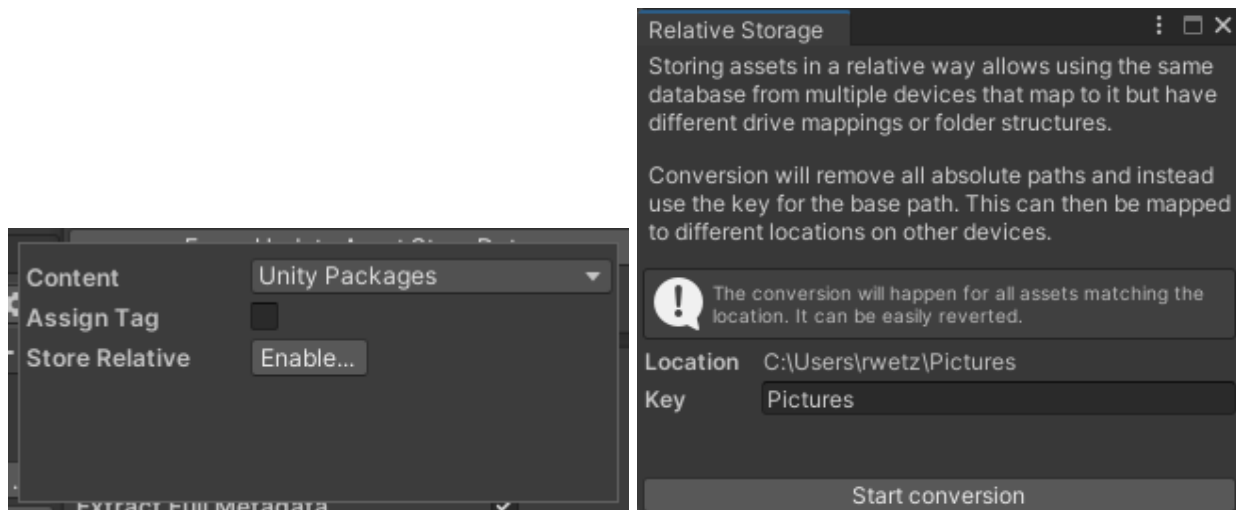 Content
Unity Packages
Assign Tag
Store Relative
Enable...
Extract Full Metadata
Relative Storage
Storing assets in a relative way allows using the same
database from multiple devices that map to it but have
different drive mappings or folder structures.
Conversion will remove all absolute paths and instead
use the key for the base path. This can then be mapped
to different locations on other devices.
The conversion will happen for all assets matching the
location. It can be easily reverted.
Location C:\Users\rwetz\Pictures
Key Pictures
Start conversion